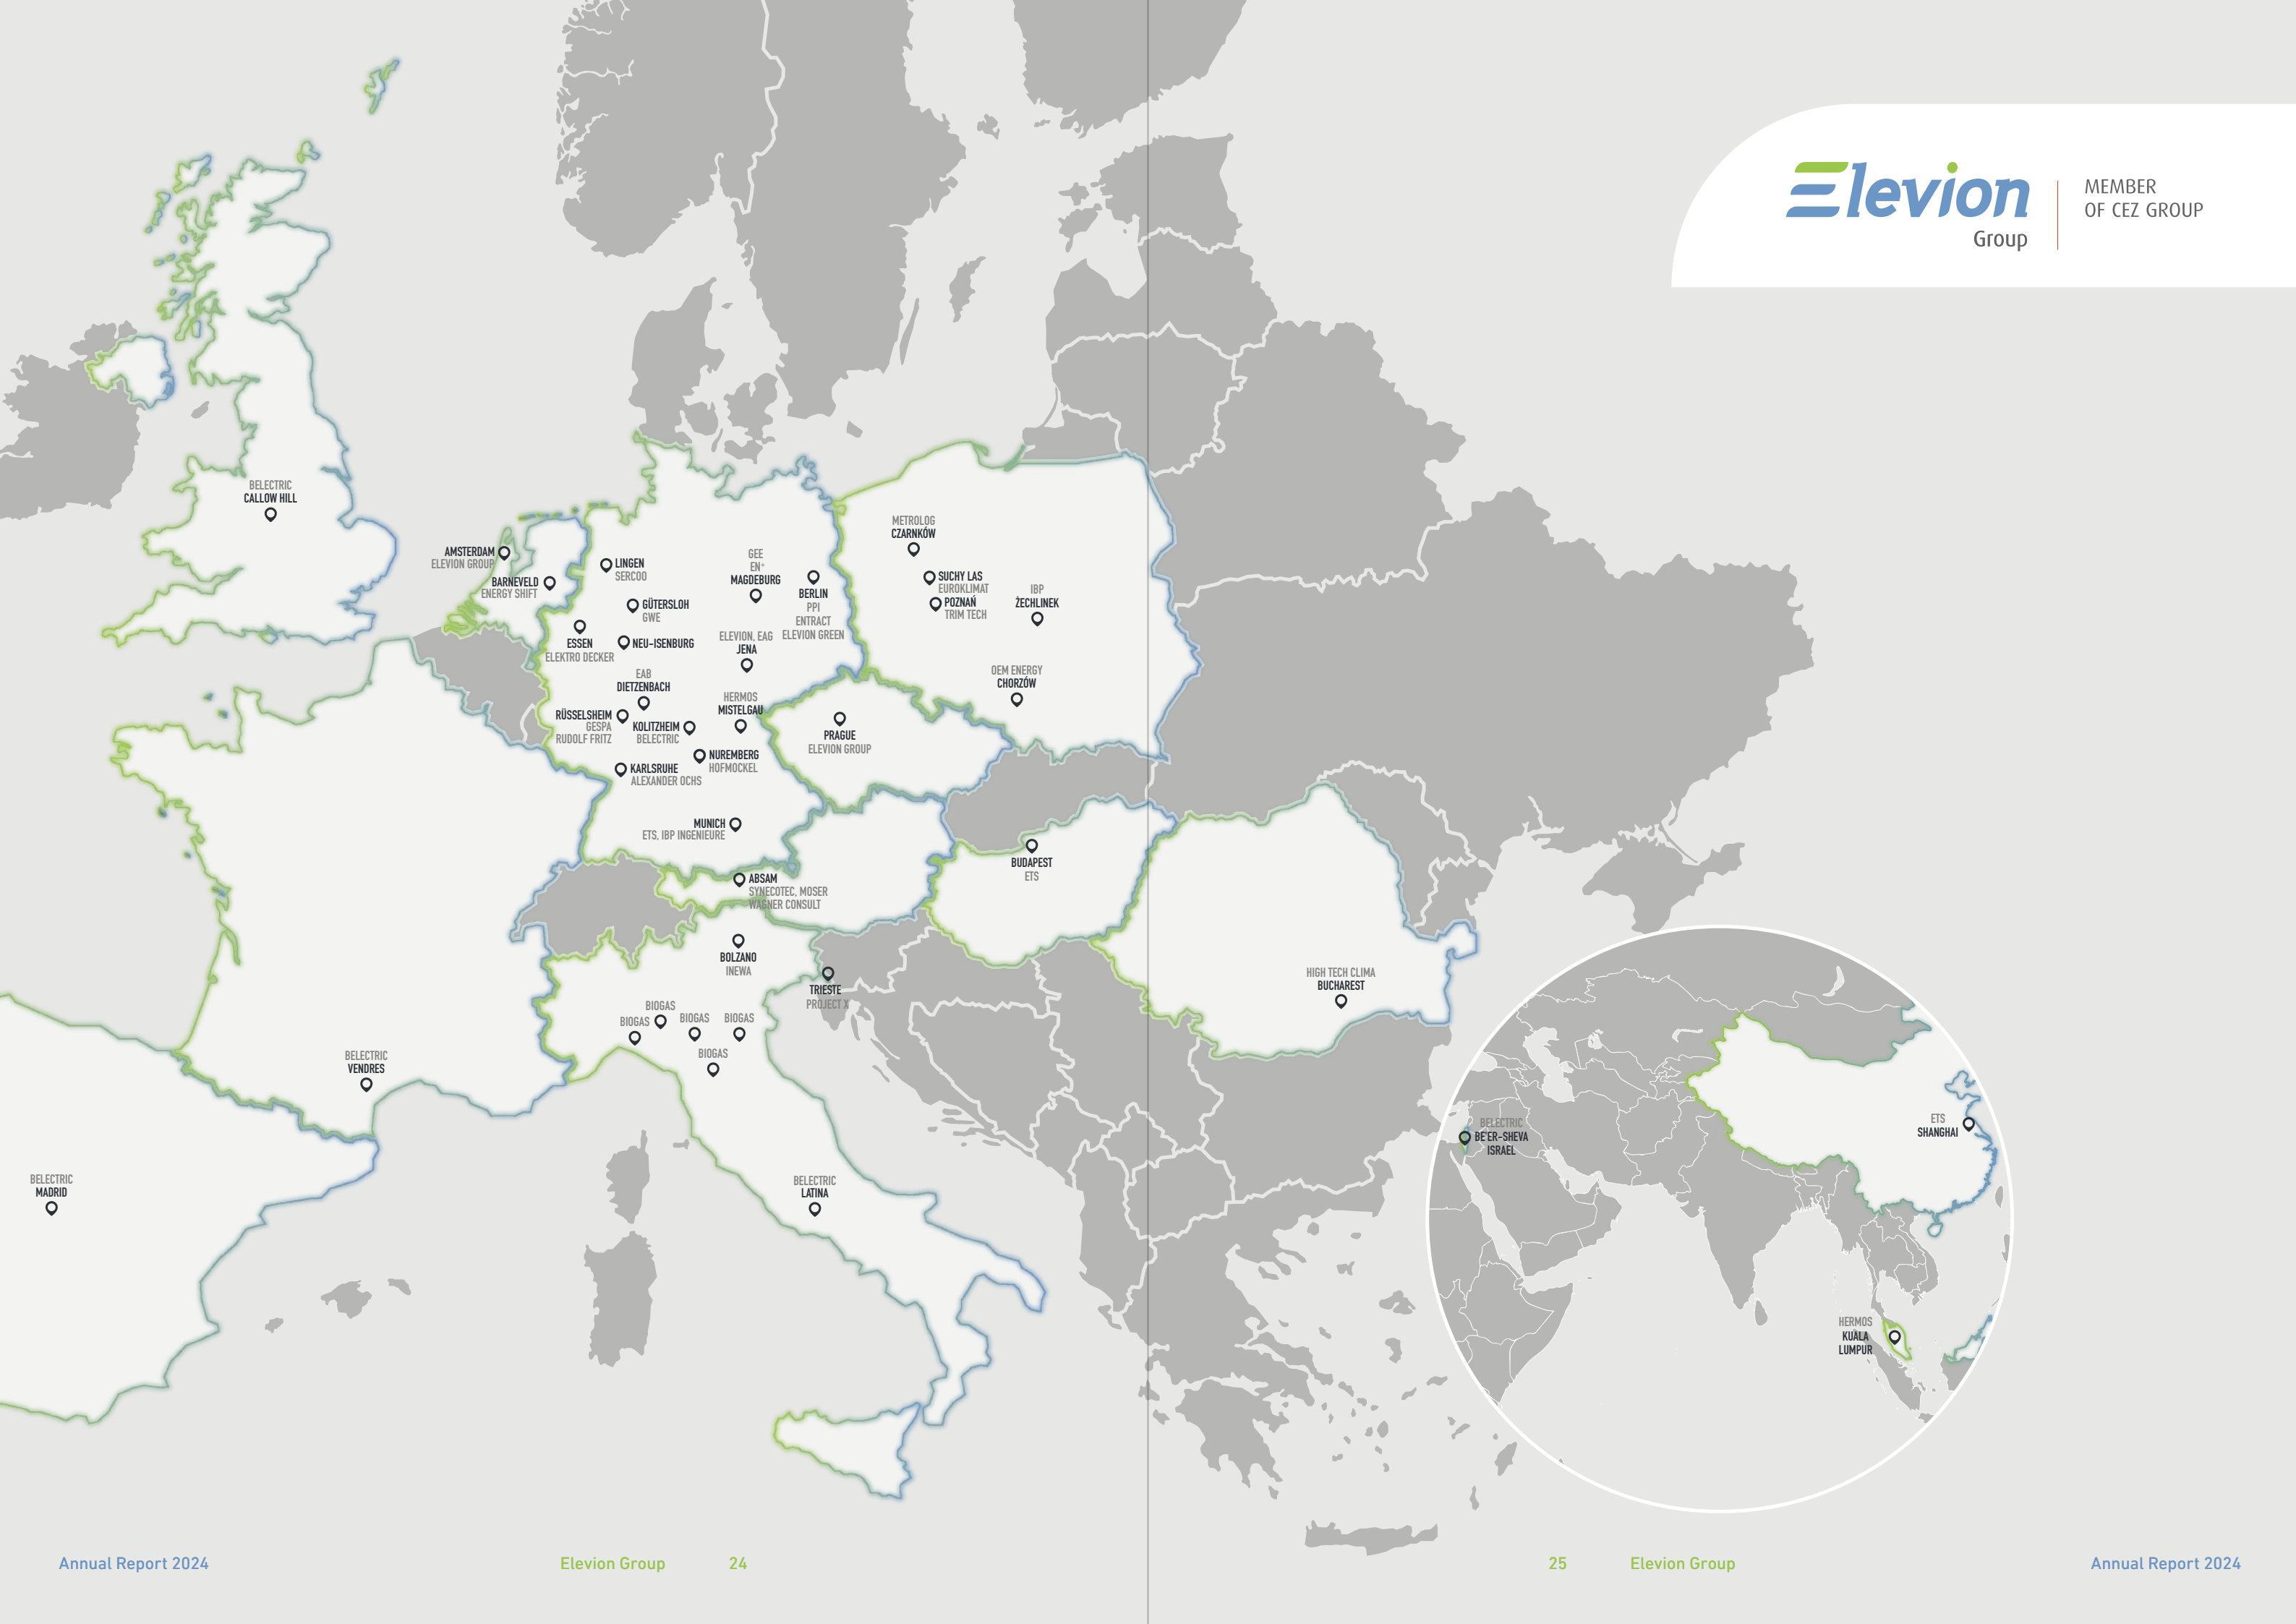 Elevion
Group
MEMBER
OF CEZ GROUP
BELECTRIC
CALLOW HILL
AMSTERDAM
ELEVION GROUP
BARNEVELD
ENERGY SHIFT
LINGEN
SERCOO
GÜTERSLOH
GWE
ESSEN
ELEKTRO DECKER
NEU-ISENBURG
GEE
EN+
MAGDEBURG
BERLIN
PPI
ENTRACT
ELEVION GREEN
ELEVION, EAG
JENA
EAB
DIETZENBACH
HERMOS
MISTELGAU
RÜSSELSHEIM
GESPA
RUDOLF FRITZ
KOLITZHEIM
BELECTRIC
NUREMBERG
HOFMOCKEL
KARLSRUHE
ALEXANDER OCHS
MUNICH
ETS, IBP INGENIEURE
METROLOG
CZARNKÓW
SUCHY LAS
EUROKLIMAT
POZNAŃ
TRIM TECH
IBP
ŻECHLINEK
OEM ENERGY
CHORZÓW
PRAGUE
ELEVION GROUP
BUDAPEST
ETS
ABSAM
SYNECOTEC, MOSER
WAGNER CONSULT
BOLZANO
INEWA
TRIESTE
PROJECT X
BIOGAS
BIOGAS
BIOGAS
BIOGAS
BIOGAS
HIGH TECH CLIMA
BUCHAREST
BELECTRIC
VENDRES
BELECTRIC
MADRID
BELECTRIC
LATINA
BELECTRIC
BE'ER-SHEVA
ISRAEL
ETS
SHANGHAI
HERMOS
KUALA
LUMPUR
Annual Report 2024
Elevion Group
24
25
Elevion Group
Annual Report 2024